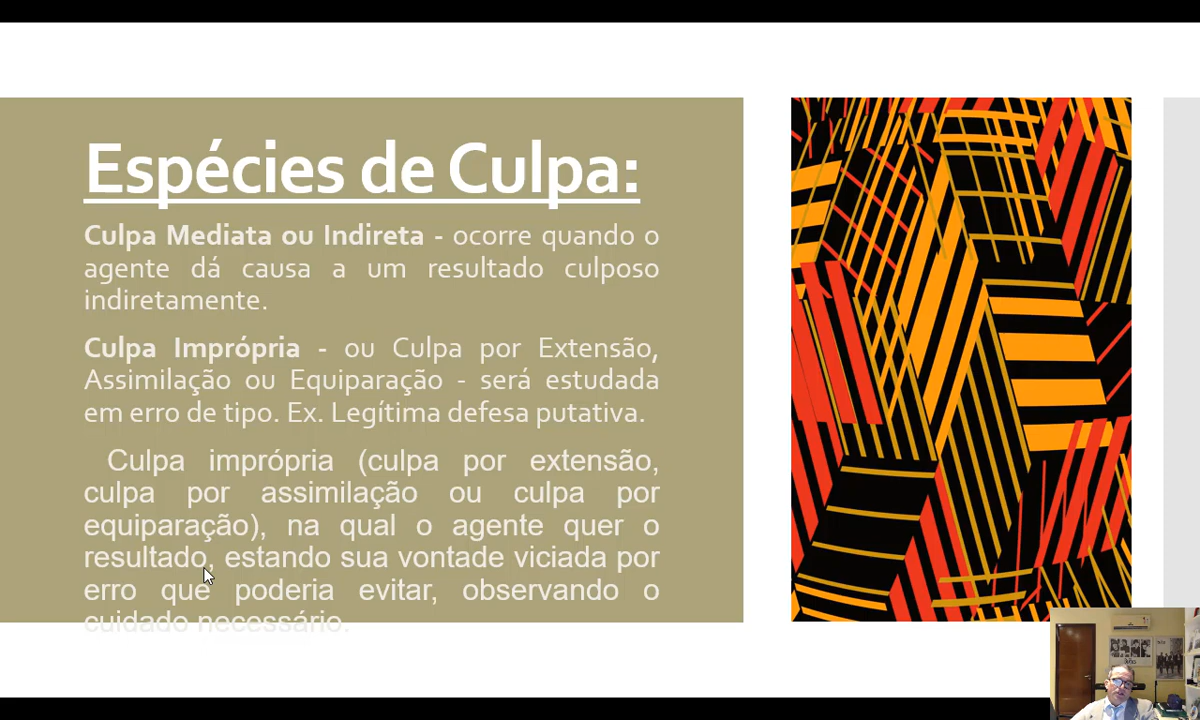 Espécies de Culpa:
Culpa Mediata ou Indireta - ocorre quando o
agente dá causa a um resultado culposo
indiretamente.
Culpa Imprópria - ou Culpa por Extensão,
Assimilação ou Equiparação - será estudada
em erro de tipo. Ex. Legítima defesa putativa.
Culpa imprópria (culpa por extensão,
culpa por assimilação ou culpa por
equiparação), na qual o agente quer o
resultado, estando sua vontade viciada por
erro que poderia evitar, observando o
cuidado necessário.